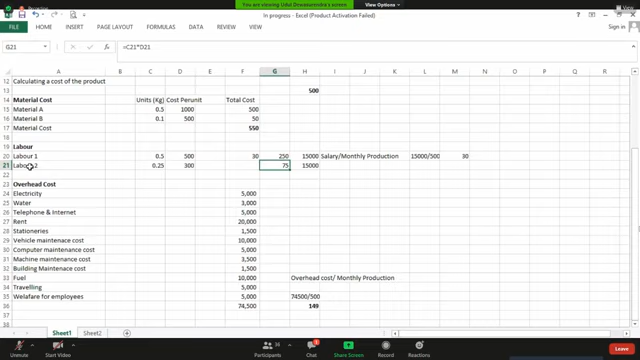 You are viewing Udul Dewanarendra's screen View Options
View
In progress - Excel (Product Activation Failed)
FILE HOME INSERT PAGE LAYOUT FORMULAS DATA REVIEW VIEW Sign in
G21 =C21*D21
A B C D E F G H I J K L M N
12 Calculating a cost of the product
13 500
14 Material Cost Units (Kg) Cost Perunit Total Cost
15 Material A 0.5 1000 500
16 Material B 0.1 500 50
17 Material Cost 550
18
19 Labour
20 Labour 1 0.5 500 30 250 15000 Salary/Monthly Production 15000/500 30
21 Labour 2 0.25 300 75 15000
22
23 Overhead Cost
24 Electricity 5,000
25 Water 3,000
26 Telephone & Internet 5,000
27 Rent 20,000
28 Stationeries 1,500
29 Vehicle maintenace cost 10,000
30 Computer maintenace cost 5,000
31 Machine maintenance cost 3,500
32 Building Maintenace cost 1,500
33 Fuel 10,000 Overhead cost/ Monthly Production
34 Travelling 5,000
35 Welafare for employees 5,000 74500/500
36 74,500 149
37
38
Sheet1 Sheet2
Unmute Start Video Participants 36 Chat Share Screen Record Reactions Leave